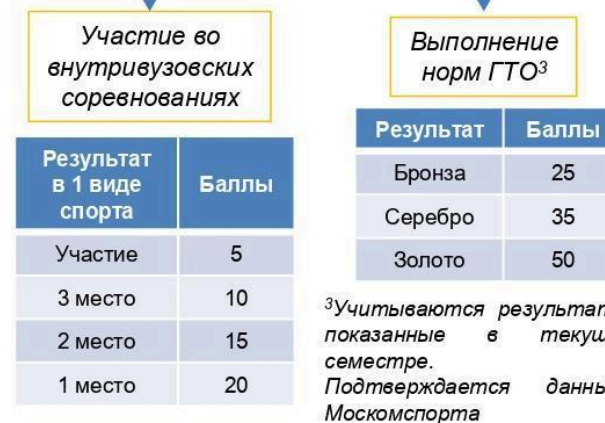 Участие во
внутривузовских
соревнованиях
Результат
в 1 виде
спорта
Баллы
Участие 5
3 место 10
2 место 15
1 место 20
Выполнение
норм ГТО³
Результат Баллы
Бронза 25
Серебро 35
Золото 50
³Учитываются
показанные в
семестре.
Подтверждается
Москомспорта